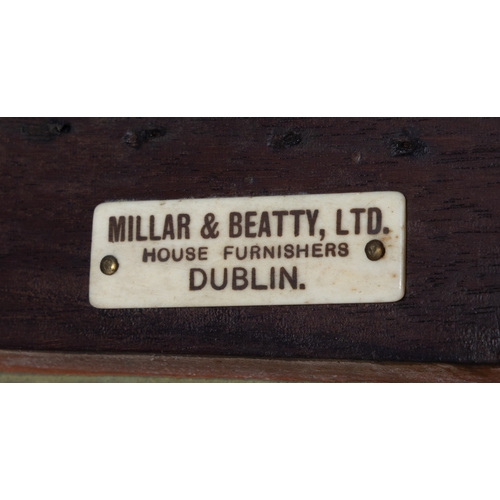 MILLAR & BEATTY, LTD.
HOUSE FURNISHERS
DUBLIN.